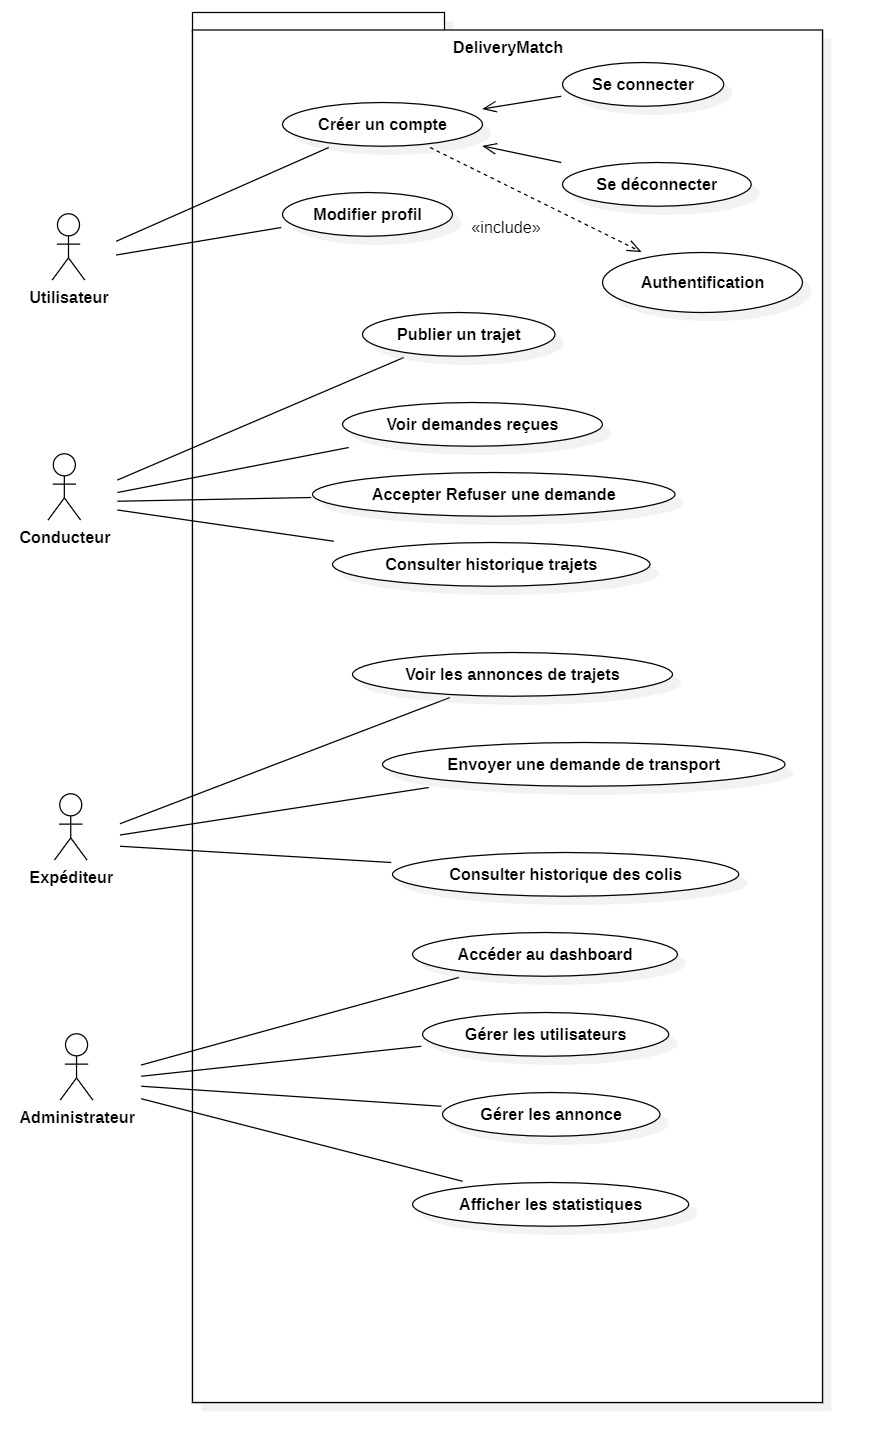 DeliveryMatch
Se connecter
Créer un compte
Se déconnecter
Modifier profil
«include»
Authentification
Utilisateur
Publier un trajet
Voir demandes reçues
Accepter Refuser une demande
Conducteur
Consulter historique trajets
Voir les annonces de trajets
Envoyer une demande de transport
Expéditeur
Consulter historique des colis
Accéder au dashboard
Gérer les utilisateurs
Gérer les annonce
Administrateur
Afficher les statistiques